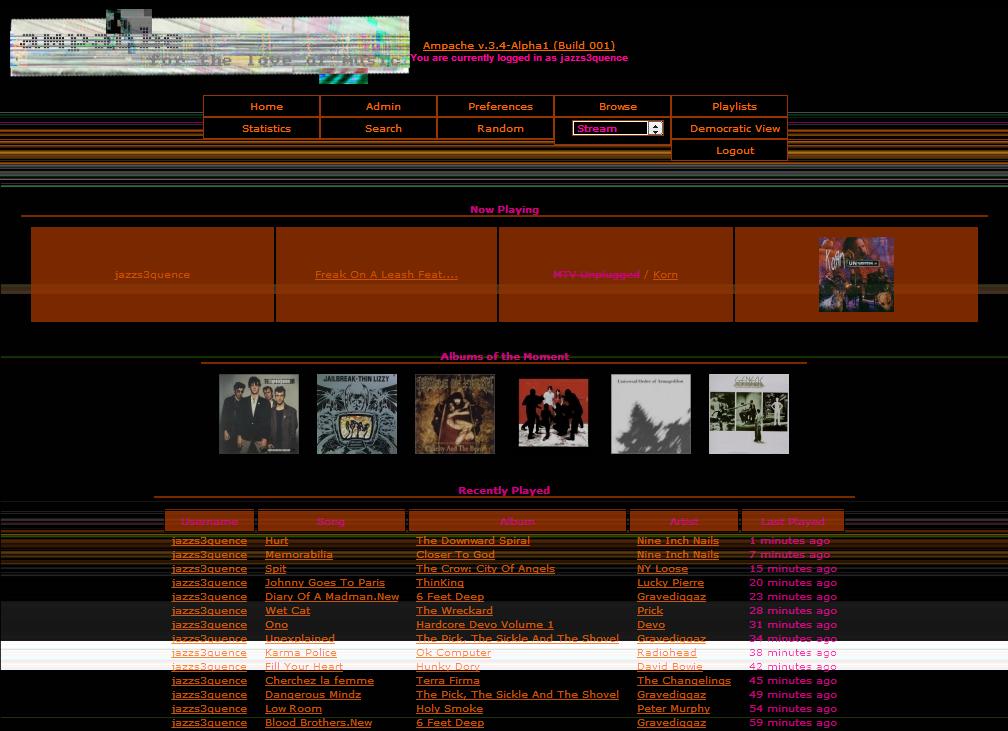 ampache
for the love of Music
Ampache v.3.4-Alpha1 (Build 001)
You are currently logged in as jazzs3quence
Home Admin Preferences Browse Playlists
Statistics Search Random Stream Democratic View
Logout
Now Playing
jazzs3quence Freak On A Leash Feat.... MTV Unplugged / Korn
Korn
UNPLUGGED
Albums of the Moment
JAILBREAK-THIN LIZZY
Universal Order of Armageddon
GENESIS
Recently Played
Username Song Album Artist Last Played
jazzs3quence Hurt The Downward Spiral Nine Inch Nails 1 minutes ago
jazzs3quence Memorabilia Closer To God Nine Inch Nails 7 minutes ago
jazzs3quence Spit The Crow: City Of Angels NY Loose 15 minutes ago
jazzs3quence Johnny Goes To Paris ThinKing Lucky Pierre 20 minutes ago
jazzs3quence Diary Of A Madman.New 6 Feet Deep Gravediggaz 23 minutes ago
jazzs3quence Wet Cat The Wreckard Prick 28 minutes ago
jazzs3quence Ono Hardcore Devo Volume 1 Devo 31 minutes ago
jazzs3quence Unexplained The Pick, The Sickle And The Shovel Gravediggaz 34 minutes ago
jazzs3quence Karma Police Ok Computer Radiohead 38 minutes ago
jazzs3quence Fill Your Heart Hunky Dory David Bowie 42 minutes ago
jazzs3quence Cherchez la femme Terra Firma The Changelings 45 minutes ago
jazzs3quence Dangerous Mindz The Pick, The Sickle And The Shovel Gravediggaz 49 minutes ago
jazzs3quence Low Room Holy Smoke Peter Murphy 54 minutes ago
jazzs3quence Blood Brothers.New 6 Feet Deep Gravediggaz 59 minutes ago